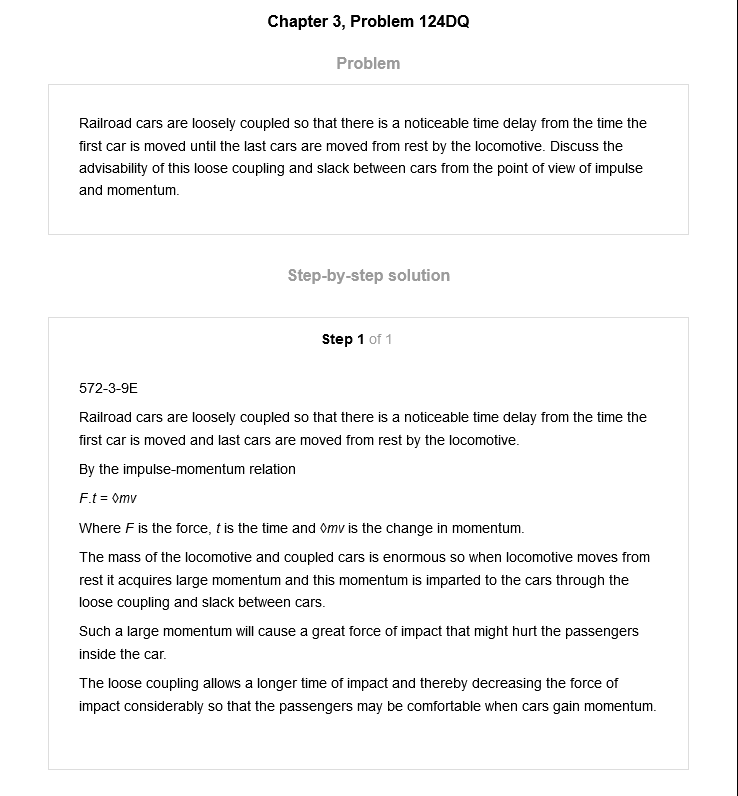 Chapter 3, Problem 124DQ
Problem
Railroad cars are loosely coupled so that there is a noticeable time delay from the time the
first car is moved until the last cars are moved from rest by the locomotive. Discuss the
advisability of this loose coupling and slack between cars from the point of view of impulse
and momentum.
Step-by-step solution
Step 1 of 1
572-3-9E
Railroad cars are loosely coupled so that there is a noticeable time delay from the time the
first car is moved and last cars are moved from rest by the locomotive.
By the impulse-momentum relation
F.t = ◊mv
Where F is the force, t is the time and ◊mv is the change in momentum.
The mass of the locomotive and coupled cars is enormous so when locomotive moves from
rest it acquires large momentum and this momentum is imparted to the cars through the
loose coupling and slack between cars.
Such a large momentum will cause a great force of impact that might hurt the passengers
inside the car.
The loose coupling allows a longer time of impact and thereby decreasing the force of
impact considerably so that the passengers may be comfortable when cars gain momentum.